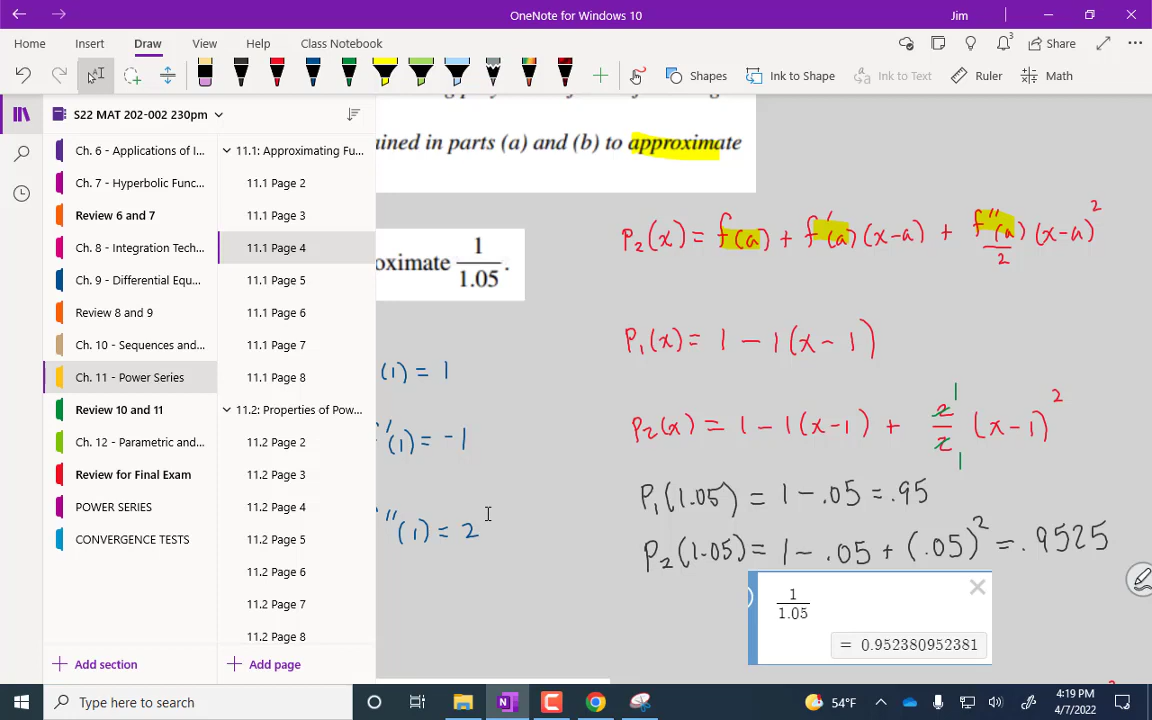 OneNote for Windows 10
Jim
Home Insert Draw View Help Class Notebook
Share
Shapes Ink to Shape Ink to Text Ruler Math
S22 MAT 202-002 230pm
Ch. 6 - Applications of I...
Ch. 7 - Hyperbolic Func...
Review 6 and 7
Ch. 8 - Integration Tech...
Ch. 9 - Differential Equ...
Review 8 and 9
Ch. 10 - Sequences and...
Ch. 11 - Power Series
Review 10 and 11
Ch. 12 - Parametric and...
Review for Final Exam
POWER SERIES
CONVERGENCE TESTS
Add section
11.1: Approximating Fu...
11.1 Page 2
11.1 Page 3
11.1 Page 4
11.1 Page 5
11.1 Page 6
11.1 Page 7
11.1 Page 8
11.2: Properties of Pow...
11.2 Page 2
11.2 Page 3
11.2 Page 4
11.2 Page 5
11.2 Page 6
11.2 Page 7
11.2 Page 8
Add page
ained in parts (a) and (b) to approximate
oximate 1/1.05.
(1) = 1
'(1) = -1
''(1) = 2
P₂(x) = f(a) + f'(a)(x-a) + f''(a)/2 (x-a)²
P₁(x) = 1 - 1(x-1)
P₂(x) = 1 - 1(x-1) + 2/2 (x-1)²
1
1
P₁(1.05) = 1 - .05 = .95
P₂(1.05) = 1 - .05 + (.05)² = .9525
1/1.05
= 0.952380952381
Type here to search
54°F
4:19 PM
4/7/2022
3